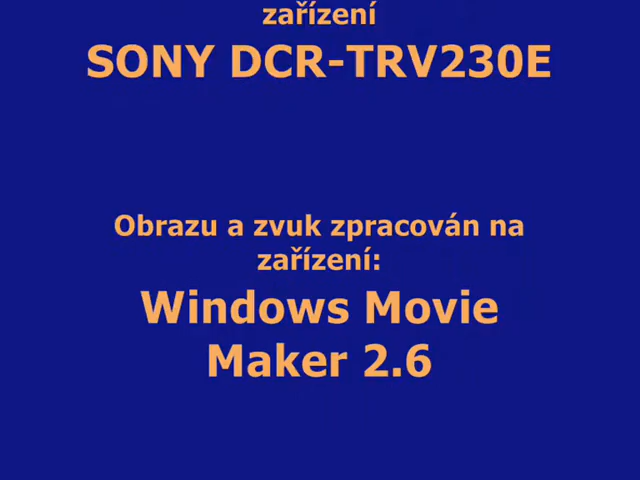 zařízení
SONY DCR-TRV230E
Obrazu a zvuk zpracován na
zařízení:
Windows Movie
Maker 2.6